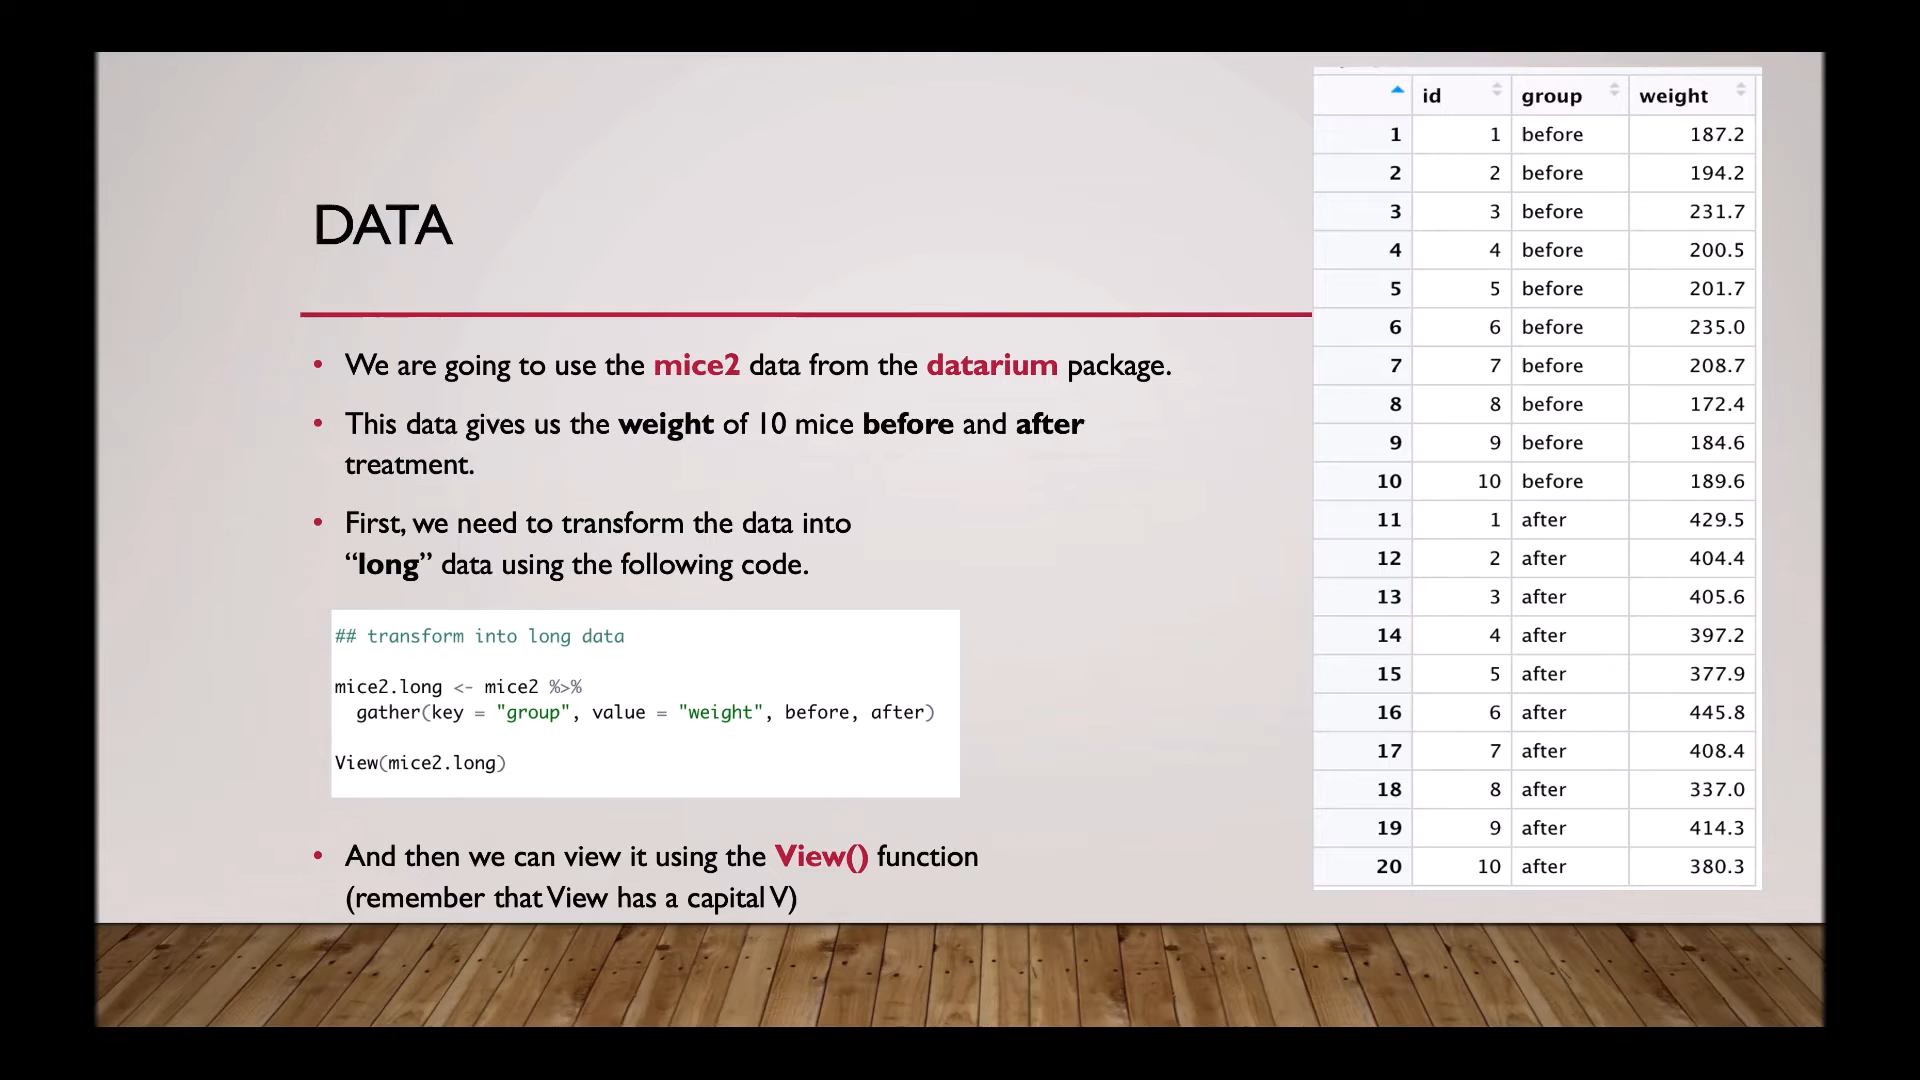 DATA
• We are going to use the mice2 data from the datarium package.
• This data gives us the weight of 10 mice before and after
treatment.
• First, we need to transform the data into
“long” data using the following code.
## transform into long data
mice2.long <- mice2 %>%
gather(key = "group", value = "weight", before, after)
View(mice2.long)
• And then we can view it using the View() function
(remember that View has a capital V)
id group weight
1 1 before 187.2
2 2 before 194.2
3 3 before 231.7
4 4 before 200.5
5 5 before 201.7
6 6 before 235.0
7 7 before 208.7
8 8 before 172.4
9 9 before 184.6
10 10 before 189.6
11 1 after 429.5
12 2 after 404.4
13 3 after 405.6
14 4 after 397.2
15 5 after 377.9
16 6 after 445.8
17 7 after 408.4
18 8 after 337.0
19 9 after 414.3
20 10 after 380.3